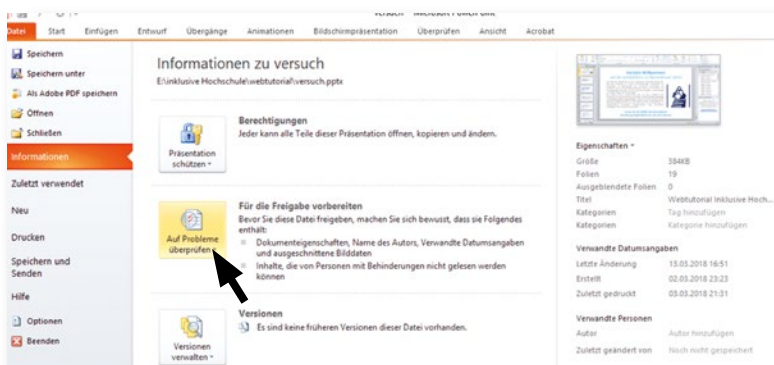 Datei Start Einfügen Entwurf Übergänge Animationen Bildschirmpräsentation Überprüfen Ansicht Acrobat
Speichern
Speichern unter
Als Adobe PDF speichern
Öffnen
Schließen
Informationen
Zuletzt verwendet
Neu
Drucken
Speichern und
Senden
Hilfe
Optionen
Beenden
Informationen zu versuch
E:\inklusive Hochschule\webtutorial\versuch.pptx
Präsentation
schützen
Berechtigungen
Jeder kann alle Teile dieser Präsentation öffnen, kopieren und ändern.
Auf Probleme
überprüfen
Für die Freigabe vorbereiten
Bevor Sie diese Datei freigeben, machen Sie sich bewusst, dass sie Folgendes
enthält:
Dokumenteigenschaften, Name des Autors, Verwandte Datumsangaben
und ausgeschnittene Bilddaten
Inhalte, die von Personen mit Behinderungen nicht gelesen werden
können
Versionen
verwalten
Versionen
Es sind keine früheren Versionen dieser Datei vorhanden.
Eigenschaften
Größe 384KB
Folien 19
Ausgeblendete Folien 0
Titel Webtutorial Inklusive Hoch...
Kategorien Tag hinzufügen
Kategorien Kategorie hinzufügen
Verwandte Datumsangaben
Letzte Änderung 13.03.2018 16:51
Erstellt 02.03.2018 23:23
Zuletzt gedruckt 03.03.2018 21:31
Verwandte Personen
Autor Autor hinzufügen
Zuletzt geändert von Noch nicht gespeichert